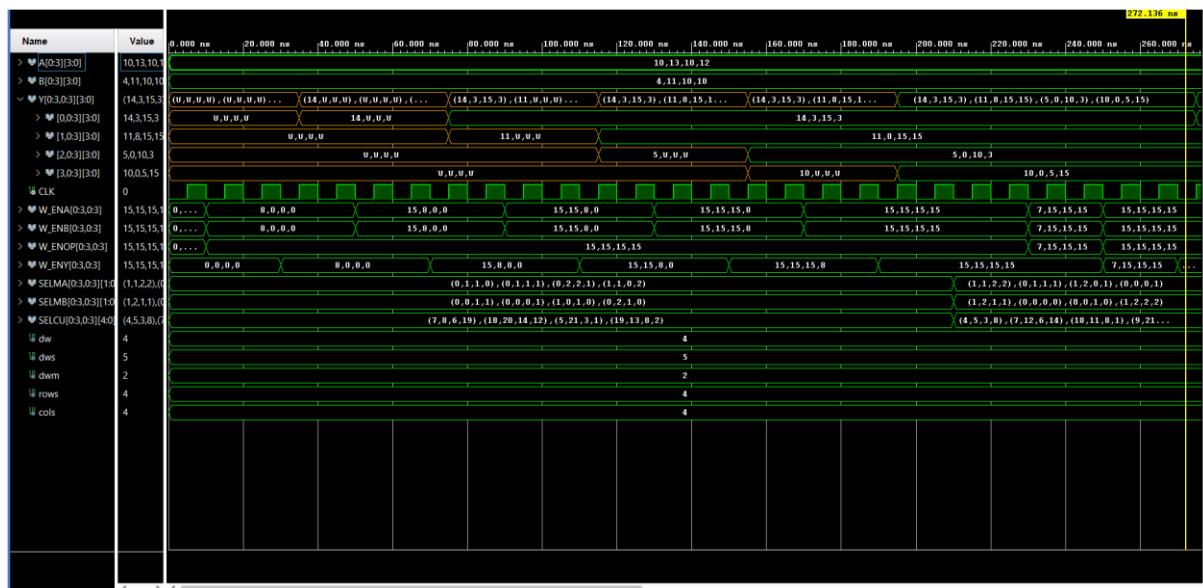 272.136 ns
Name Value 0.000 ns 20.000 ns 40.000 ns 60.000 ns 80.000 ns 100.000 ns 120.000 ns 140.000 ns 160.000 ns 180.000 ns 200.000 ns 220.000 ns 240.000 ns 260.000 ns
A[0:3][3:0] 10,13,10,1 10,13,10,12
B[0:3][3:0] 4,11,10,10 4,11,10,10
Y[0:3,0:3][3:0] (14,3,15,3 (U,U,U,U),(U,U,U,U)... (14,U,U,U),(U,U,U,U),(... (14,3,15,3),(11,U,U,U)... (14,3,15,3),(11,8,15,1... (14,3,15,3),(11,8,15,1... (14,3,15,3),(11,8,15,15),(5,0,10,3),(10,0,5,15)
[0,0:3][3:0] 14,3,15,3 U,U,U,U 14,U,U,U 14,3,15,3
[1,0:3][3:0] 11,8,15,15 U,U,U,U 11,U,U,U 11,8,15,15
[2,0:3][3:0] 5,0,10,3 U,U,U,U 5,U,U,U 5,0,10,3
[3,0:3][3:0] 10,0,5,15 U,U,U,U 10,U,U,U 10,0,5,15
CLK 0
W_ENA[0:3,0:3] 15,15,15,1 0,... 8,0,0,0 15,8,0,0 15,15,8,0 15,15,15,8 15,15,15,15 7,15,15,15 15,15,15,15
W_ENB[0:3,0:3] 15,15,15,1 0,... 8,0,0,0 15,8,0,0 15,15,8,0 15,15,15,8 15,15,15,15 7,15,15,15 15,15,15,15
W_ENOP[0:3,0:3] 15,15,15,1 0,... 15,15,15,15 7,15,15,15 15,15,15,15
W_ENY[0:3,0:3] 15,15,15,1 0,0,0,0 8,0,0,0 15,8,0,0 15,15,8,0 15,15,15,8 15,15,15,15 7,15,15,15 ...
SELMA[0:3,0:3][1:0 (1,1,2,2),(0 (0,1,1,0),(0,1,1,1),(0,2,2,1),(1,1,0,2) (1,1,2,2),(0,1,1,1),(1,2,0,1),(0,0,0,1)
SELMB[0:3,0:3][1:0 (1,2,1,1),(0 (0,0,1,1),(0,0,0,1),(1,0,1,0),(0,2,1,0) (1,2,1,1),(0,0,0,0),(0,0,1,0),(1,2,2,2)
SELCU[0:3,0:3][4:0] (4,5,3,8),(7 (7,8,6,19),(18,20,14,12),(5,21,3,1),(19,13,8,2) (4,5,3,8),(7,12,6,14),(18,11,8,1),(9,21...
dw 4 4
dws 5 5
dwm 2 2
rows 4 4
cols 4 4